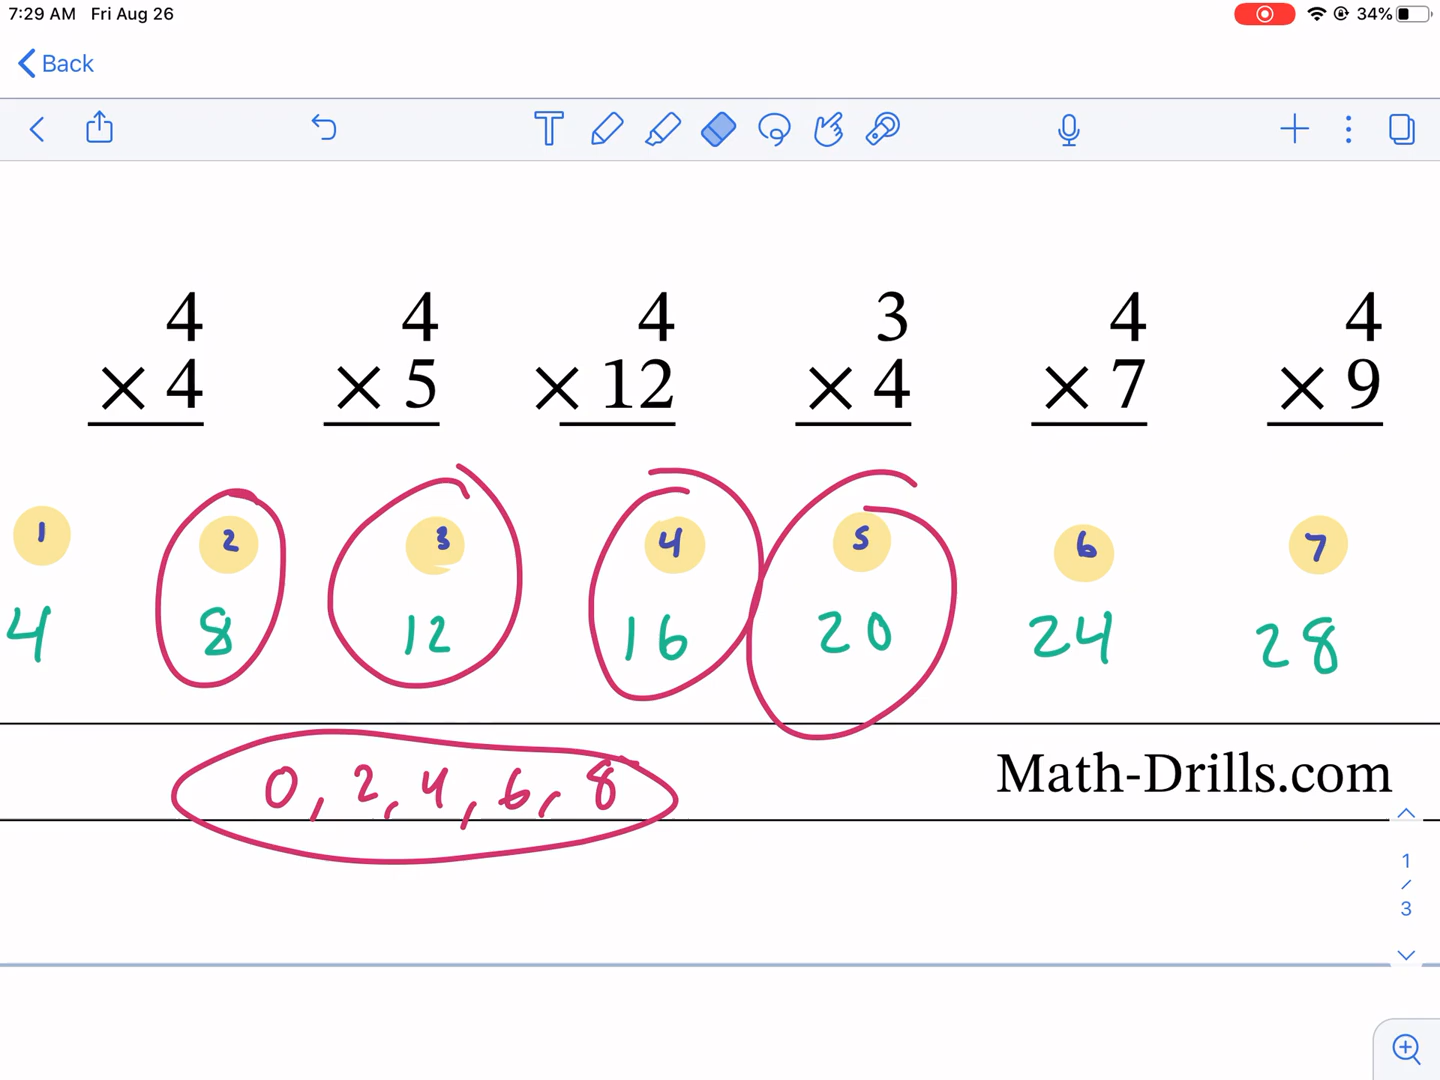 7:29 AM Fri Aug 26 34%
Back
4 4 4 3 4 4
× 4 × 5 × 12 × 4 × 7 × 9
1 2 3 4 5 6 7
4 8 12 16 20 24 28
0, 2, 4, 6, 8 Math-Drills.com
1
/
3